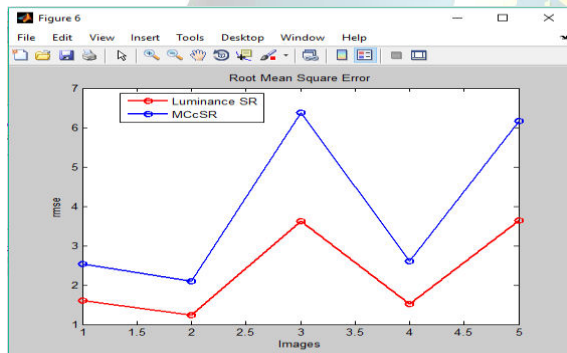 Figure 6
File Edit View Insert Tools Desktop Window Help
Root Mean Square Error
Luminance SR
MCcSR
rmse
7
6
5
4
3
2
1
1 1.5 2 2.5 3 3.5 4 4.5 5
Images